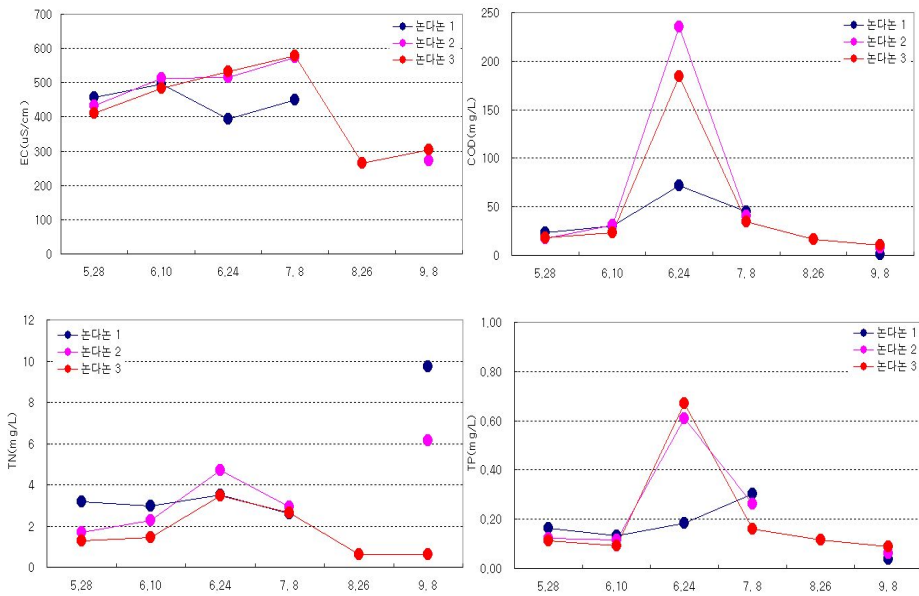 700
600
500
400
300
200
100
0
EC(uS/cm)
5,28 6,10 6,24 7, 8 8,26 9, 8
논다논 1
논다논 2
논다논 3
250
200
150
100
50
0
COD(mg/L)
5,28 6,10 6,24 7, 8 8,26 9, 8
논다논 1
논다논 2
논다논 3
12
10
8
6
4
2
0
TN(mg/L)
5,28 6,10 6,24 7, 8 8,26 9, 8
논다논 1
논다논 2
논다논 3
1,00
0,80
0,60
0,40
0,20
0,00
TP(mg/L)
5,28 6,10 6,24 7, 8 8,26 9, 8
논다논 1
논다논 2
논다논 3